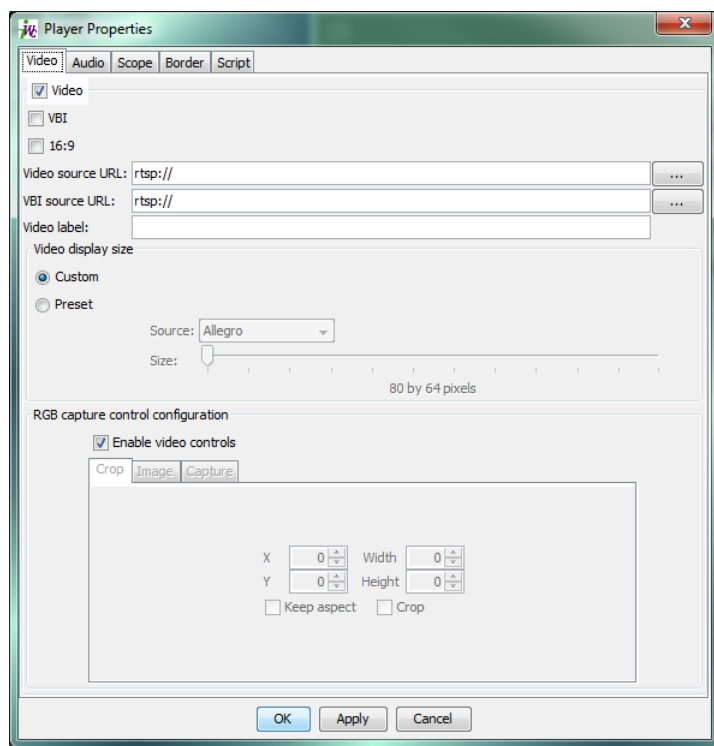 Player Properties
Video Audio Scope Border Script
Video
VBI
16:9
Video source URL: rtsp:// ...
VBI source URL: rtsp:// ...
Video label:
Video display size
Custom
Preset
Source: Allegro
Size:
80 by 64 pixels
RGB capture control configuration
Enable video controls
Crop Image Capture
X 0 Width 0
Y 0 Height 0
Keep aspect Crop
OK Apply Cancel